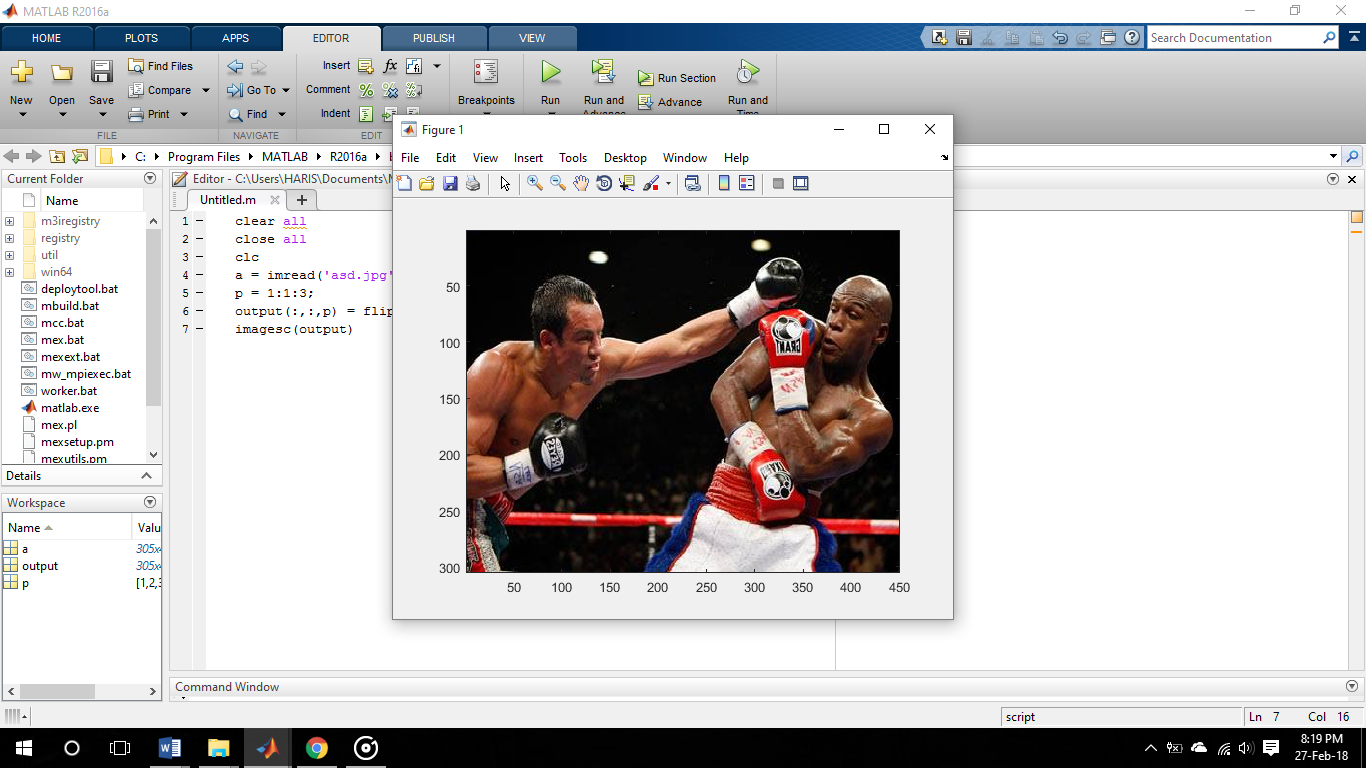 MATLAB R2016a
HOME PLOTS APPS EDITOR PUBLISH VIEW
Search Documentation
New Open Save Find Files Compare Print
Go To Find
Insert fx Comment Indent
Breakpoints Run Run and Advance Run Section Advance Run and Time
FILE NAVIGATE EDIT
C: Program Files MATLAB R2016a
Current Folder
Name
m3iregistry
registry
util
win64
deploytool.bat
mbuild.bat
mcc.bat
mex.bat
mexext.bat
mw_mpiexec.bat
worker.bat
matlab.exe
mex.pl
mexsetup.pm
mexutils.pm
Details
Workspace
Name Valu
a 305x4
output 305x4
p [1,2,3
Editor - C:\Users\HARIS\Documents\M
Untitled.m
1 clear all
2 close all
3 clc
4 a = imread('asd.jpg'
5 p = 1:1:3;
6 output(:,:,p) = flip
7 imagesc(output)
Figure 1
File Edit View Insert Tools Desktop Window Help
50
100
150
200
250
300
50 100 150 200 250 300 350 400 450
Command Window
script Ln 7 Col 16
8:19 PM
27-Feb-18